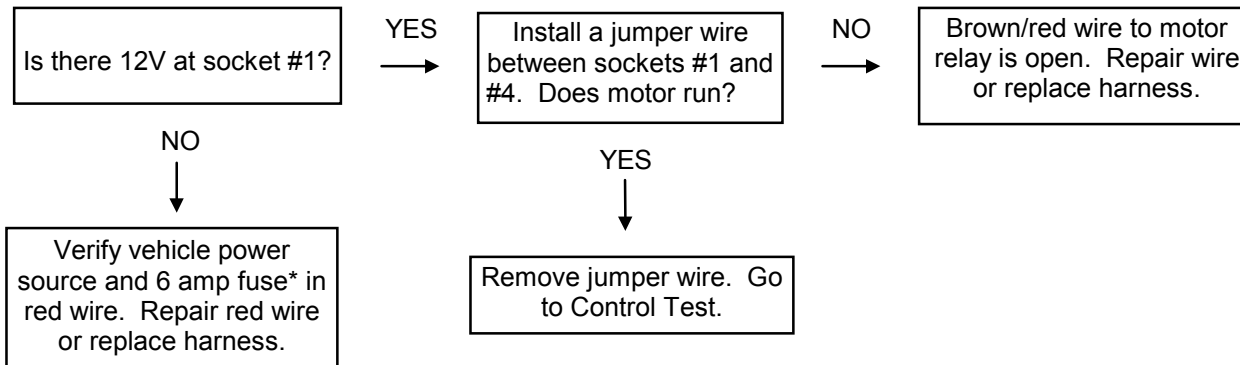 Is there 12V at socket #1?
YES
Install a jumper wire
between sockets #1 and
#4. Does motor run?
NO
Brown/red wire to motor
relay is open. Repair wire
or replace harness.
NO
YES
Verify vehicle power
source and 6 amp fuse* in
red wire. Repair red wire
or replace harness.
Remove jumper wire. Go
to Control Test.